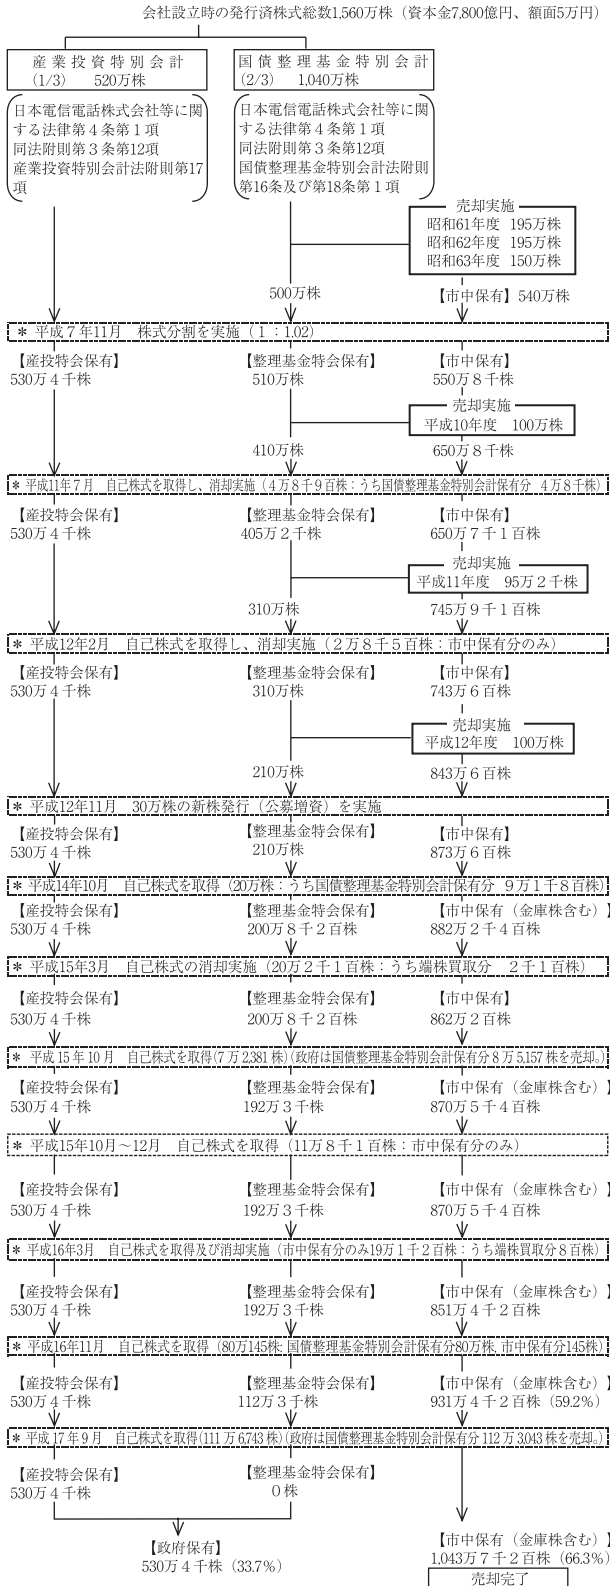 会社設立時の発行済株式総数1,560万株（資本金7,800億円、額面5万円）
産業投資特別会計
（1/3）　520万株
国債整理基金特別会計
（2/3）　1,040万株
日本電信電話株式会社等に関
する法律第４条第１項
同法附則第３条第12項
産業投資特別会計法附則第17
項
日本電信電話株式会社等に関
する法律第４条第１項
同法附則第３条第12項
国債整理基金特別会計法附則
第16条及び第18条第１項
売却実施
昭和61年度　195万株
昭和62年度　195万株
昭和63年度　150万株
500万株
【市中保有】540万株
＊ 平成７年11月　株式分割を実施（１：1.02）
【産投特会保有】
530万４千株
【整理基金特会保有】
510万株
【市中保有】
550万８千株
売却実施
平成10年度　100万株
410万株
650万８千株
＊平成11年７月　自己株式を取得し、消却実施（４万８千９百株：うち国債整理基金特別会計保有分　４万８千株）
【産投特会保有】
530万４千株
【整理基金特会保有】
405万２千株
【市中保有】
650万７千１百株
売却実施
平成11年度　95万２千株
310万株
745万９千１百株
＊ 平成12年2月　自己株式を取得し、消却実施（２万８千５百株：市中保有分のみ）
【産投特会保有】
530万４千株
【整理基金特会保有】
310万株
【市中保有】
743万６百株
売却実施
平成12年度　100万株
210万株
843万６百株
＊ 平成12年11月　30万株の新株発行（公募増資）を実施
【産投特会保有】
530万４千株
【整理基金特会保有】
210万株
【市中保有】
873万６百株
＊ 平成14年10月　自己株式を取得（20万株：うち国債整理基金特別会計保有分　９万１千８百株）
【産投特会保有】
530万４千株
【整理基金特会保有】
200万８千２百株
【市中保有（金庫株含む）】
882万２千４百株
＊ 平成15年3月　自己株式の消却実施（20万２千１百株：うち端株買取分　２千１百株）
【産投特会保有】
530万４千株
【整理基金特会保有】
200万８千２百株
【市中保有】
862万２百株
＊ 平成15年10月　自己株式を取得(７万2,381株)(政府は国債整理基金特別会計保有分８万5,157株を売却。)
【産投特会保有】
530万４千株
【整理基金特会保有】
192万３千株
【市中保有（金庫株含む）】
870万５千４百株
＊ 平成15年10月～12月　自己株式を取得（11万８千１百株：市中保有分のみ）
【産投特会保有】
530万４千株
【整理基金特会保有】
192万３千株
【市中保有（金庫株含む）】
870万５千４百株
＊ 平成16年3月　自己株式を取得及び消却実施（市中保有分のみ19万１千２百株：うち端株買取分８百株）
【産投特会保有】
530万４千株
【整理基金特会保有】
192万３千株
【市中保有（金庫株含む）】
851万４千２百株
＊ 平成16年11月　自己株式を取得（80万145株: 国債整理基金特別会計保有分80万株, 市中保有分145株）
【産投特会保有】
530万４千株
【整理基金特会保有】
112万３千株
【市中保有（金庫株含む）】
931万４千２百株（59.2％）
＊ 平成17年９月　自己株式を取得(111万6,743株)(政府は国債整理基金特別会計保有分112万3,043株を売却。)
【産投特会保有】
530万４千株
【整理基金特会保有】
０株
【政府保有】
530万４千株（33.7％）
【市中保有（金庫株含む）】
1,043万７千２百株（66.3％）
売却完了